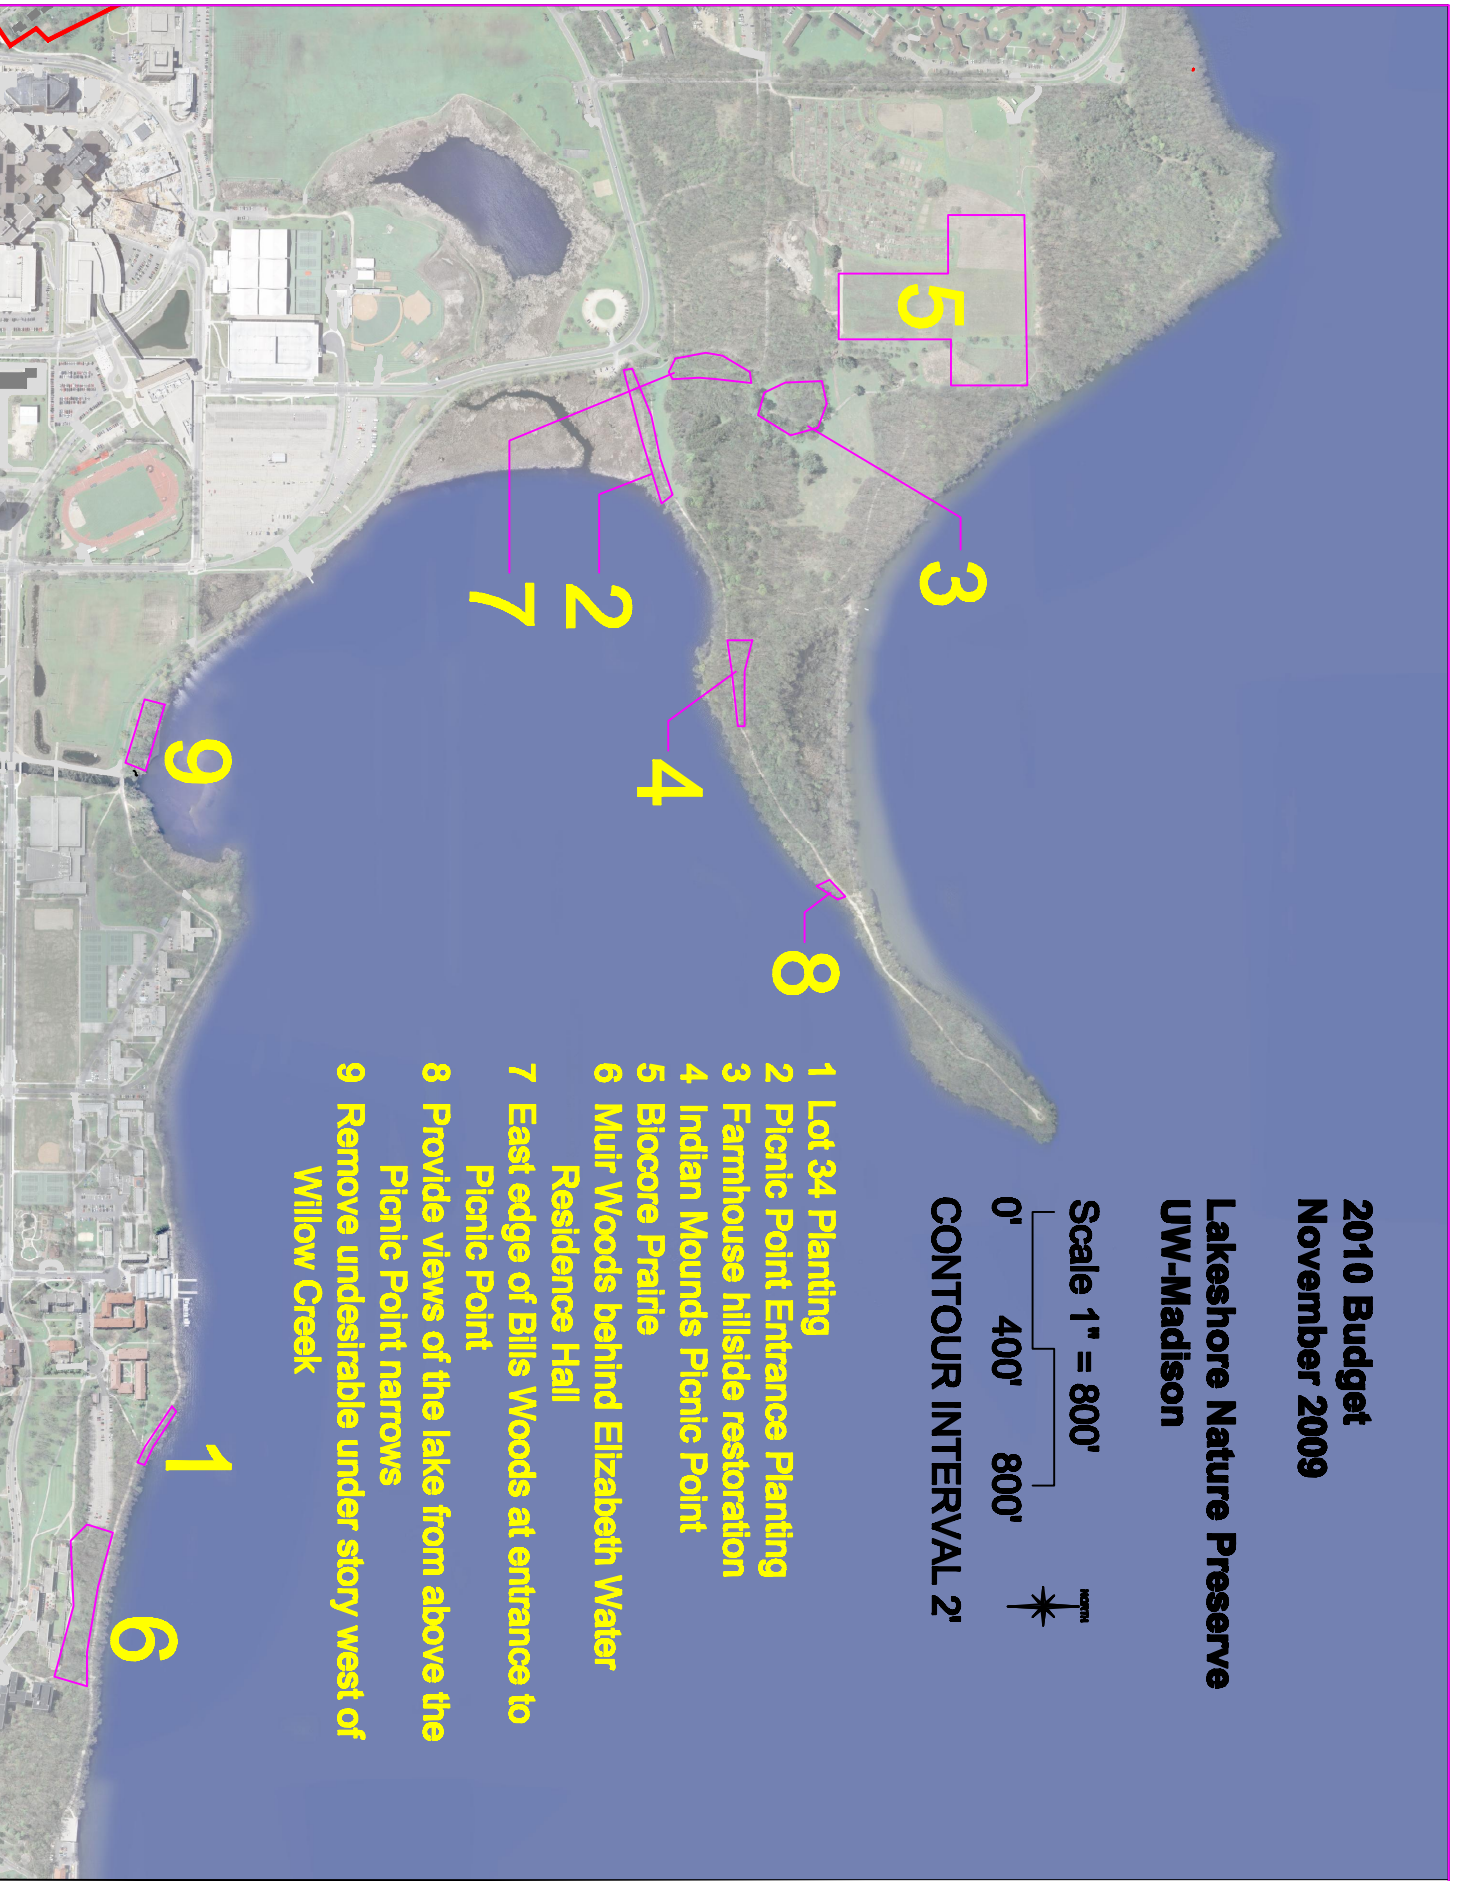 2010 Budget
November 2009
Lakeshore Nature Preserve
UW-Madison
Scale 1" = 800'
0' 400' 800'
NORTH
CONTOUR INTERVAL 2'
1 Lot 34 Planting
2 Picnic Point Entrance Planting
3 Farmhouse hillside restoration
4 Indian Mounds Picnic Point
5 Biocore Prairie
6 Muir Woods behind Elizabeth Water
Residence Hall
7 East edge of Bills Woods at entrance to
Picnic Point
8 Provide views of the lake from above the
Picnic Point narrows
9 Remove undesirable under story west of
Willow Creek
5
3
2
7
4
9
8
1
6